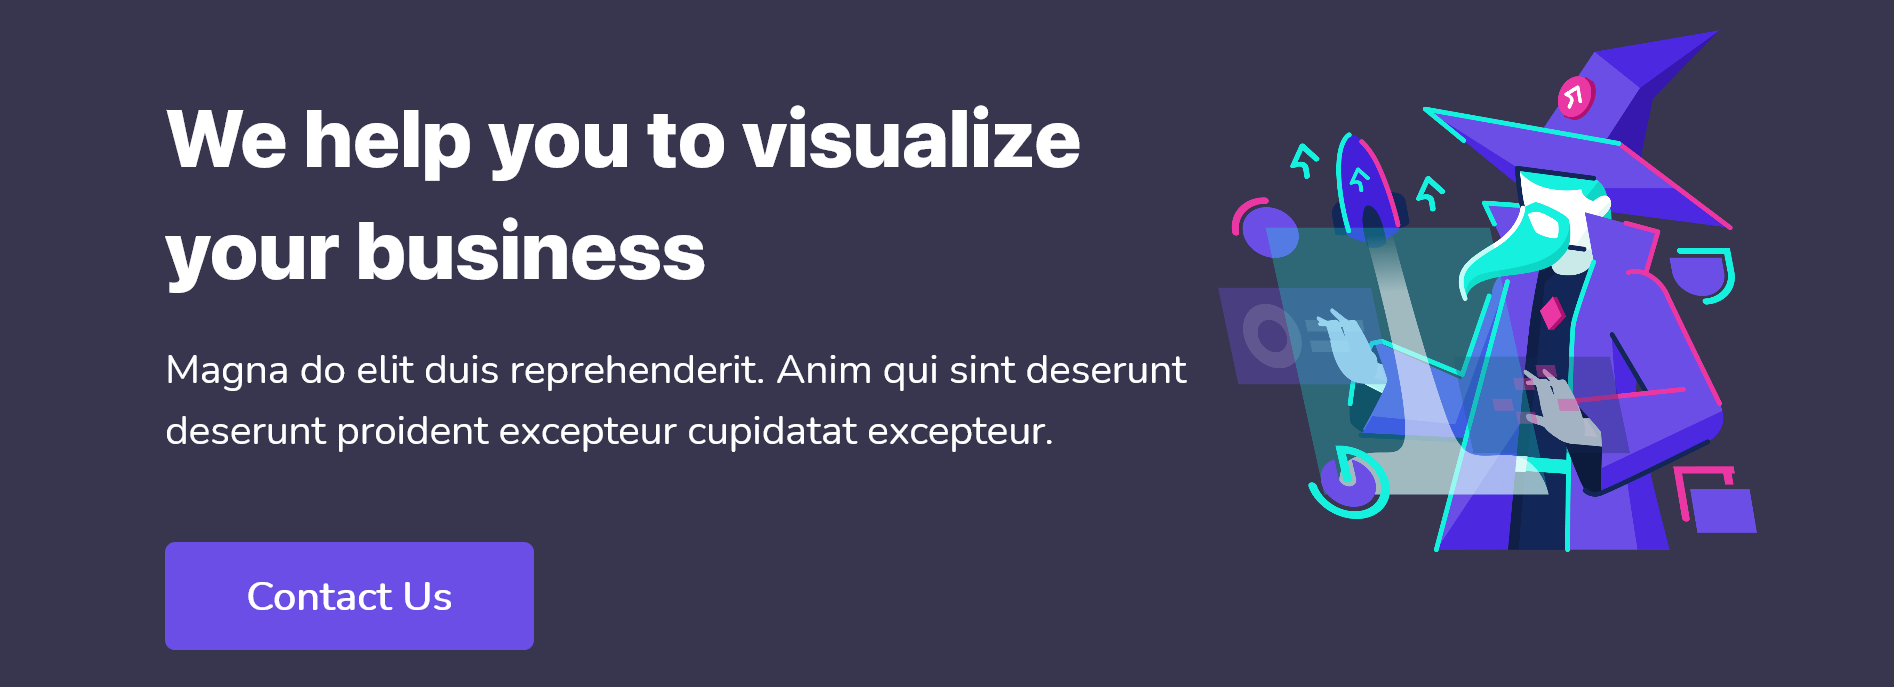 We help you to visualize
your business
Magna do elit duis reprehenderit. Anim qui sint deserunt
deserunt proident excepteur cupidatat excepteur.
Contact Us